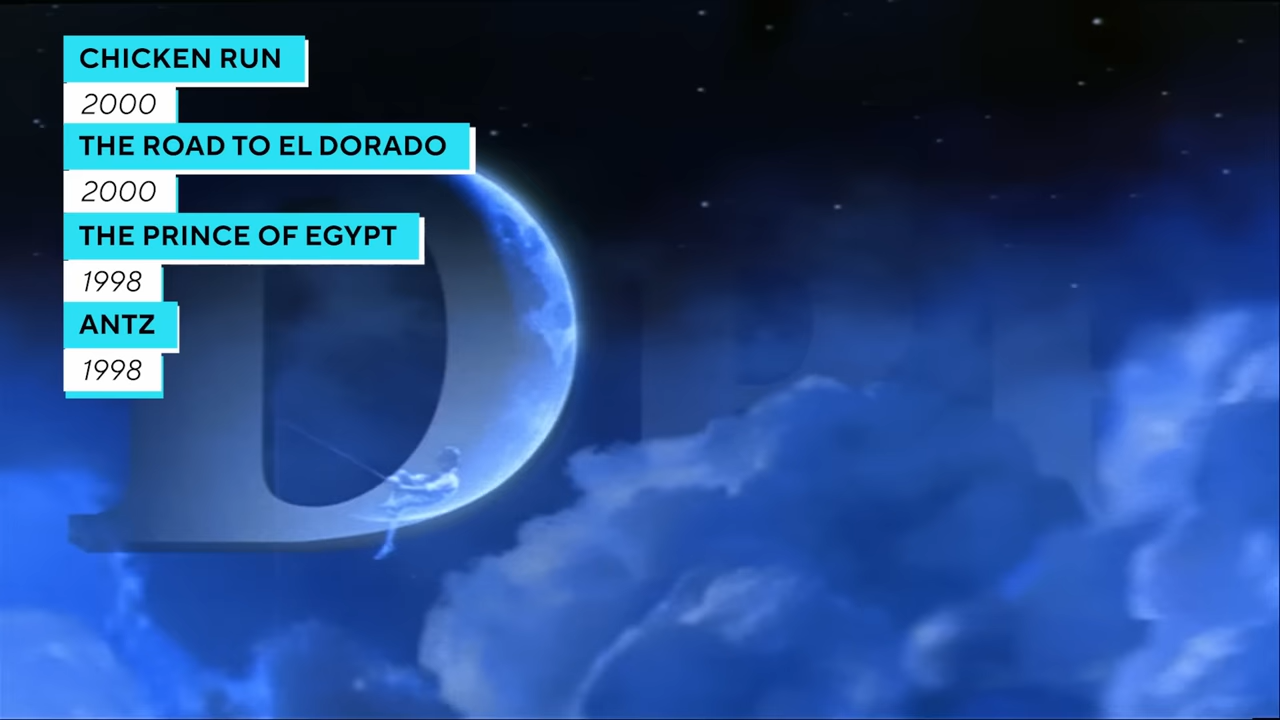 CHICKEN RUN
2000
THE ROAD TO EL DORADO
2000
THE PRINCE OF EGYPT
1998
ANTZ
1998
D